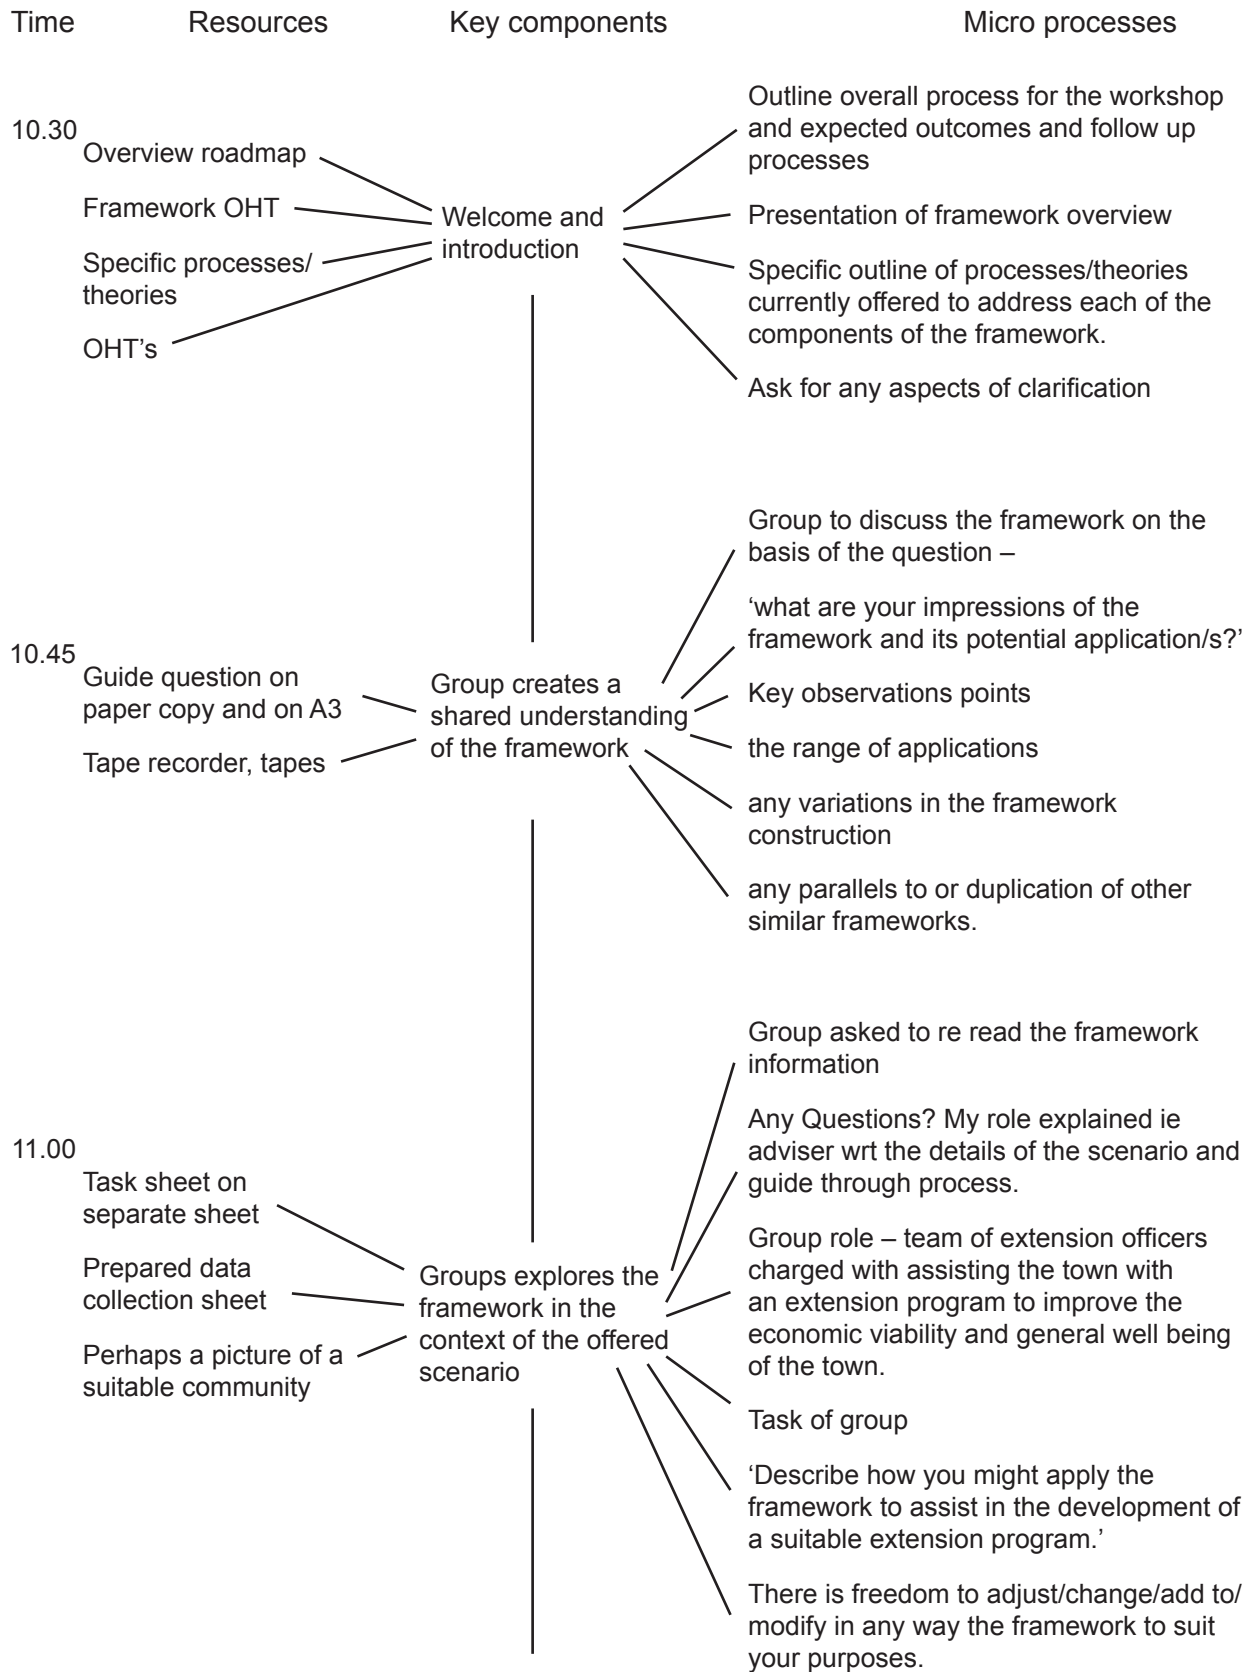 Time Resources Key components Micro processes
10.30
Overview roadmap
Framework OHT
Specific processes/
theories
OHT's
Welcome and
introduction
Outline overall process for the workshop
and expected outcomes and follow up
processes
Presentation of framework overview
Specific outline of processes/theories
currently offered to address each of the
components of the framework.
Ask for any aspects of clarification
10.45
Guide question on
paper copy and on A3
Tape recorder, tapes
Group creates a
shared understanding
of the framework
Group to discuss the framework on the
basis of the question –
‘what are your impressions of the
framework and its potential application/s?’
Key observations points
the range of applications
any variations in the framework
construction
any parallels to or duplication of other
similar frameworks.
11.00
Task sheet on
separate sheet
Prepared data
collection sheet
Perhaps a picture of a
suitable community
Groups explores the
framework in the
context of the offered
scenario
Group asked to re read the framework
information
Any Questions? My role explained ie
adviser wrt the details of the scenario and
guide through process.
Group role – team of extension officers
charged with assisting the town with
an extension program to improve the
economic viability and general well being
of the town.
Task of group
‘Describe how you might apply the
framework to assist in the development of
a suitable extension program.’
There is freedom to adjust/change/add to/
modify in any way the framework to suit
your purposes.